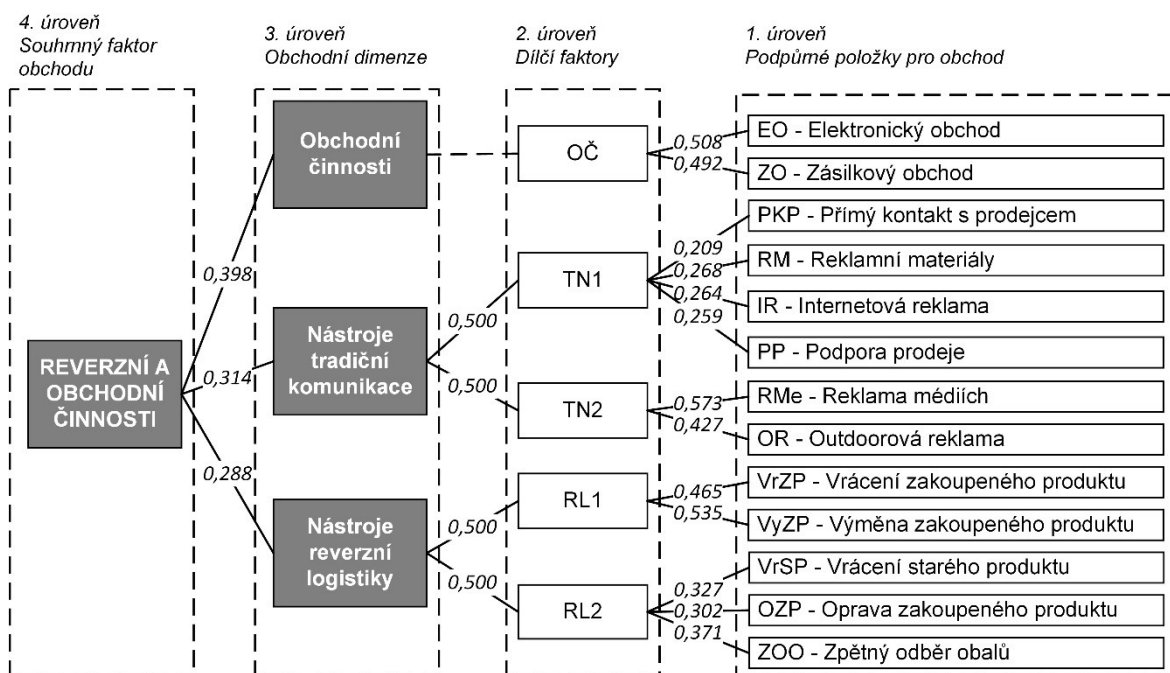 4. úroveň
Souhrnný faktor
obchodu
3. úroveň
Obchodní dimenze
2. úroveň
Dílčí faktory
1. úroveň
Podpůrné položky pro obchod
REVERZNÍ A
OBCHODNÍ
ČINNOSTI
0,398
0,314
0,288
Obchodní
činnosti
Nástroje
tradiční
komunikace
Nástroje
reverzní
logistiky
0,500
0,500
0,500
0,500
OČ
TN1
TN2
RL1
RL2
0,508
0,492
0,209
0,268
0,264
0,259
0,573
0,427
0,465
0,535
0,327
0,302
0,371
EO - Elektronický obchod
ZO - Zásilkový obchod
PKP - Přímý kontakt s prodejcem
RM - Reklamní materiály
IR - Internetová reklama
PP - Podpora prodeje
RMe - Reklama médiích
OR - Outdoorová reklama
VrZP - Vrácení zakoupeného produktu
VyZP - Výměna zakoupeného produktu
VrSP - Vrácení starého produktu
OZP - Oprava zakoupeného produktu
ZOO - Zpětný odběr obalů